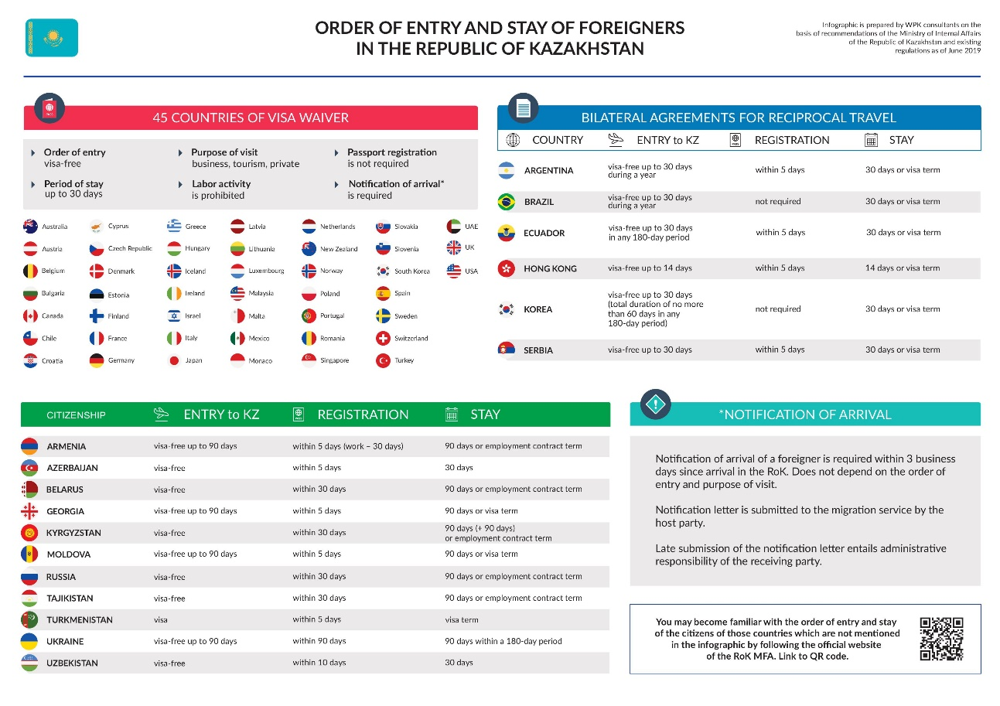 ORDER OF ENTRY AND STAY OF FOREIGNERS
IN THE REPUBLIC OF KAZAKHSTAN
Infographic is prepared by WPK consultants on the
basis of recommendations of the Ministry of Internal Affairs
of the Republic of Kazakhstan and existing
regulations as of June 2019
45 COUNTRIES OF VISA WAIVER
Order of entry
visa-free
Purpose of visit
business, tourism, private
Passport registration
is not required
Period of stay
up to 30 days
Labor activity
is prohibited
Notification of arrival*
is required
Australia Cyprus Greece Latvia Netherlands Slovakia UAE
Austria Czech Republic Hungary Lithuania New Zealand Slovenia UK
Belgium Denmark Iceland Luxembourg Norway South Korea USA
Bulgaria Estonia Ireland Malaysia Poland Spain
Canada Finland Israel Malta Portugal Sweden
Chile France Italy Mexico Romania Switzerland
Croatia Germany Japan Monaco Singapore Turkey
BILATERAL AGREEMENTS FOR RECIPROCAL TRAVEL
COUNTRY ENTRY to KZ REGISTRATION STAY
ARGENTINA visa-free up to 30 days during a year within 5 days 30 days or visa term
BRAZIL visa-free up to 30 days during a year not required 30 days or visa term
ECUADOR visa-free up to 30 days in any 180-day period within 5 days 30 days or visa term
HONG KONG visa-free up to 14 days within 5 days 14 days or visa term
KOREA visa-free up to 30 days (total duration of no more than 60 days in any 180-day period) not required 30 days or visa term
SERBIA visa-free up to 30 days within 5 days 30 days or visa term
CITIZENSHIP ENTRY to KZ REGISTRATION STAY
ARMENIA visa-free up to 90 days within 5 days (work – 30 days) 90 days or employment contract term
AZERBAIJAN visa-free within 5 days 30 days
BELARUS visa-free within 30 days 90 days or employment contract term
GEORGIA visa-free up to 90 days within 5 days 90 days or visa term
KYRGYZSTAN visa-free within 30 days 90 days (+ 90 days) or employment contract term
MOLDOVA visa-free up to 90 days within 5 days 90 days or visa term
RUSSIA visa-free within 30 days 90 days or employment contract term
TAJIKISTAN visa-free within 30 days 90 days or employment contract term
TURKMENISTAN visa within 5 days visa term
UKRAINE visa-free up to 90 days within 90 days 90 days within a 180-day period
UZBEKISTAN visa-free within 10 days 30 days
*NOTIFICATION OF ARRIVAL
Notification of arrival of a foreigner is required within 3 business
days since arrival in the RoK. Does not depend on the order of
entry and purpose of visit.
Notification letter is submitted to the migration service by the
host party.
Late submission of the notification letter entails administrative
responsibility of the receiving party.
You may become familiar with the order of entry and stay
of the citizens of those countries which are not mentioned
in the infographic by following the official website
of the RoK MFA. Link to QR code.